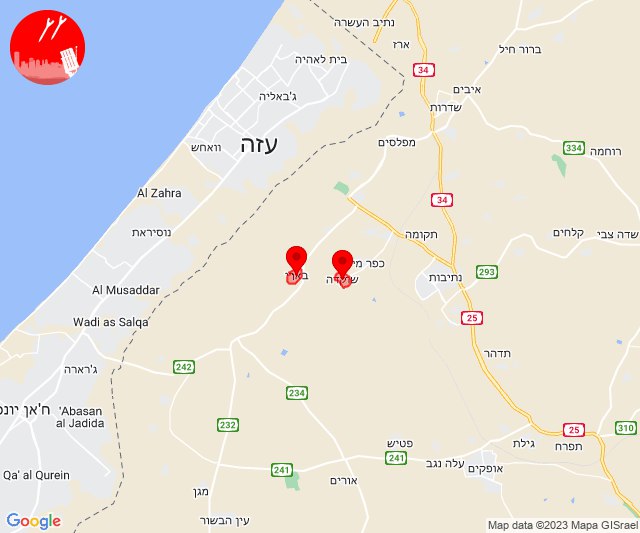 נתיב העשרה
ארז
ברור חיל
בית לאהיה
34
איבים
ג'באליה
שדרות
עזה
וואחש
מפלסים
334
רוחמה
Al Zahra
34
נוסיראת
תקומה
קלחים
שדה צבי
כפר מי
293
נתיבות
בארי
Al Musaddar
Wadi as Salqa
25
תדהר
ג'רארה
242
234
ח'אן יונס
'Abasan
al Jadida
232
310
25
גילת
תפרח
פטיש
241
241
עלה נגב
אופקים
Qa' al Qurein
אורים
מגן
עין הבשור
Google
Map data ©2023 Mapa GISrael